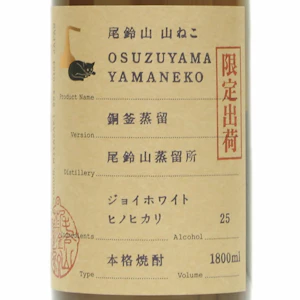 尾鈴山 山ねこ
OSUZUYAMA
YAMANEKO
限定出荷
Product Name
銅釜蒸留
Version
尾鈴山蒸留所
Distillery
ジョイホワイト
ヒノヒカリ
25
Alcohol
本格焼酎
1800ml
Type
Volume